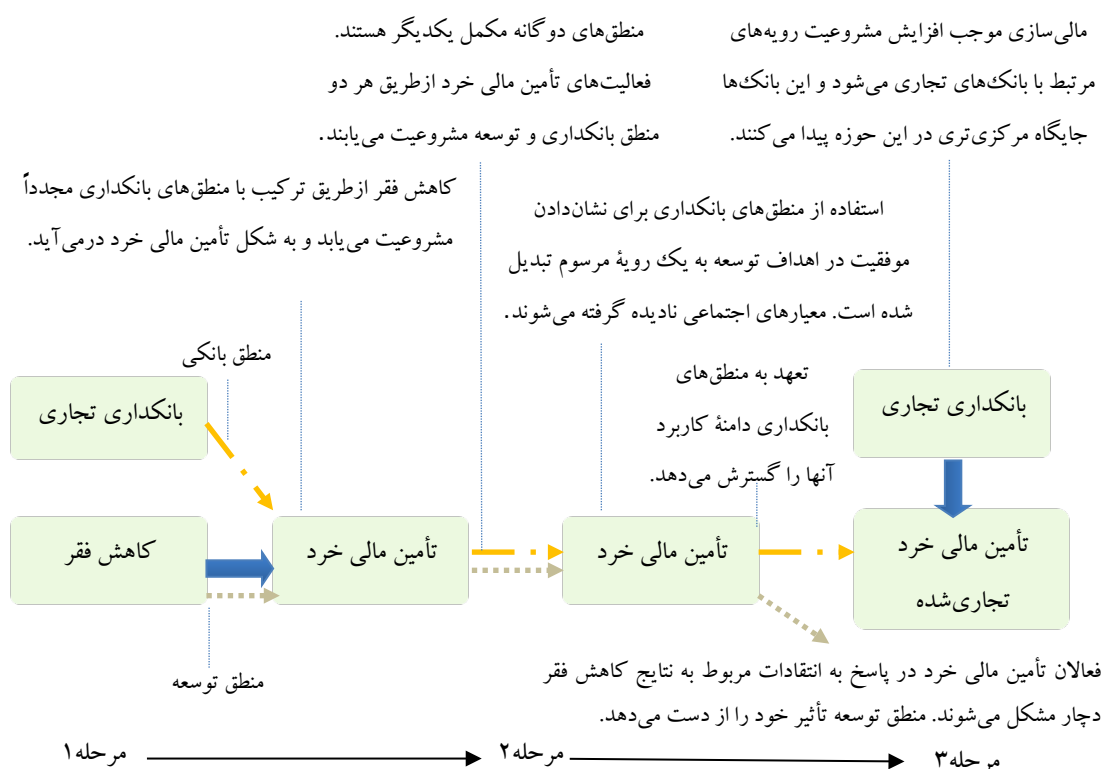 مالی‌سازی موجب افزایش مشروعیت رویه‌های
مرتبط با بانک‌های تجاری می‌شود و این بانک‌ها
جایگاه مرکزی‌تری در این حوزه پیدا می‌کنند.
منطق‌های دوگانه مکمل یکدیگر هستند.
فعالیت‌های تأمین مالی خرد ازطریق هر دو
منطق بانکداری و توسعه مشروعیت می‌یابند.
کاهش فقر ازطریق ترکیب با منطق‌های بانکداری مجدداً
مشروعیت می‌یابد و به شکل تأمین مالی خرد درمی‌آید.
استفاده از منطق‌های بانکداری برای نشان‌دادن
موفقیت در اهداف توسعه به یک رویۀ مرسوم تبدیل
شده است. معیارهای اجتماعی نادیده گرفته می‌شوند.
منطق بانکی
تعهد به منطق‌های
بانکداری دامنۀ کاربرد
آنها را گسترش می‌دهد.
بانکداری تجاری
بانکداری تجاری
کاهش فقر
تأمین مالی خرد
تأمین مالی خرد
تأمین مالی خرد
تجاری‌شده
منطق توسعه
فعالان تأمین مالی خرد در پاسخ به انتقادات مربوط به نتایج کاهش فقر
دچار مشکل می‌شوند. منطق توسعه تأثیر خود را از دست می‌دهد.
مرحله۱
مرحله۲
مرحله۳